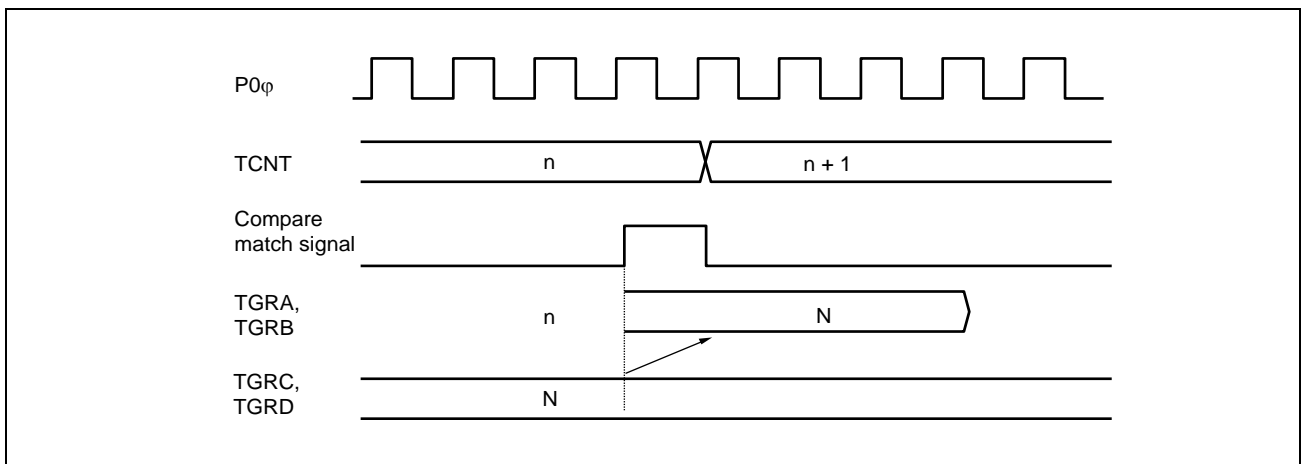 P0φ
TCNT
n
n + 1
Compare
match signal
TGRA,
TGRB
n
N
TGRC,
TGRD
N